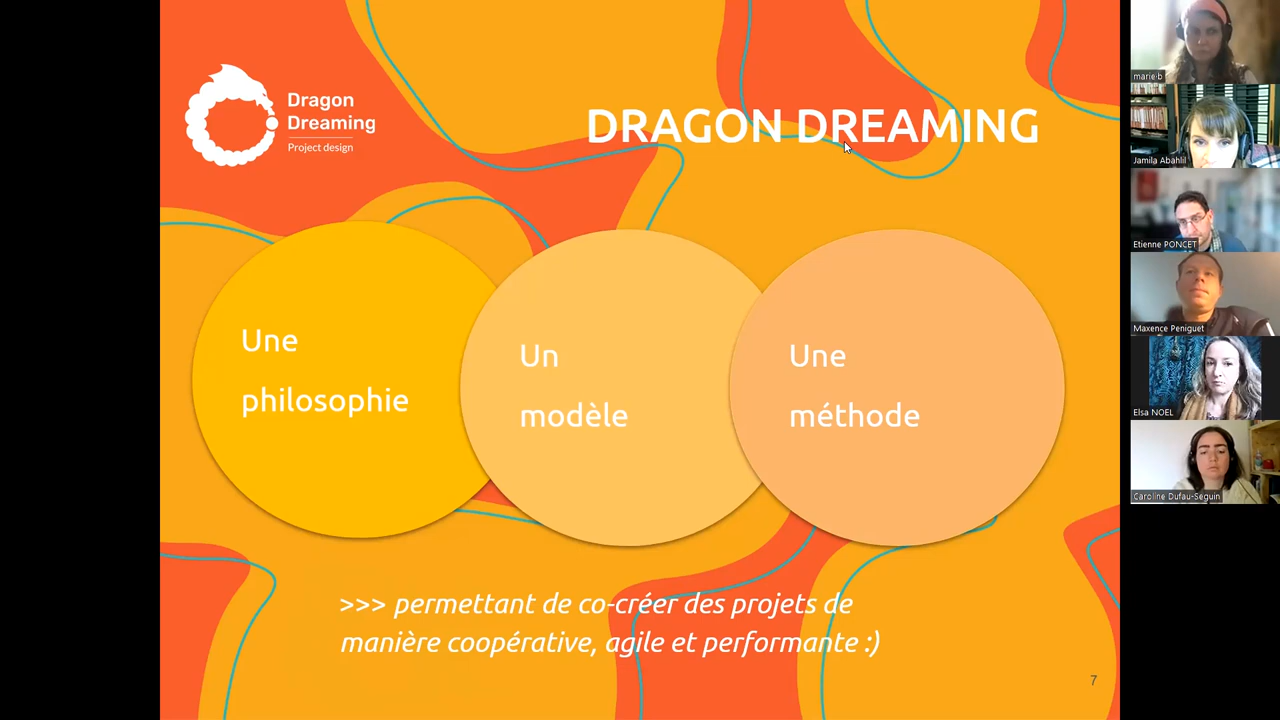 Dragon
Dreaming
Project design
DRAGON DREAMING
Une
philosophie
Un
modèle
Une
méthode
>>> permettant de co-créer des projets de
manière coopérative, agile et performante :)
7
marie b
Jamila Abahlil
Etienne PONCET
Maxence Peniguet
Elsa NOEL
Caroline Dufau-Seguin